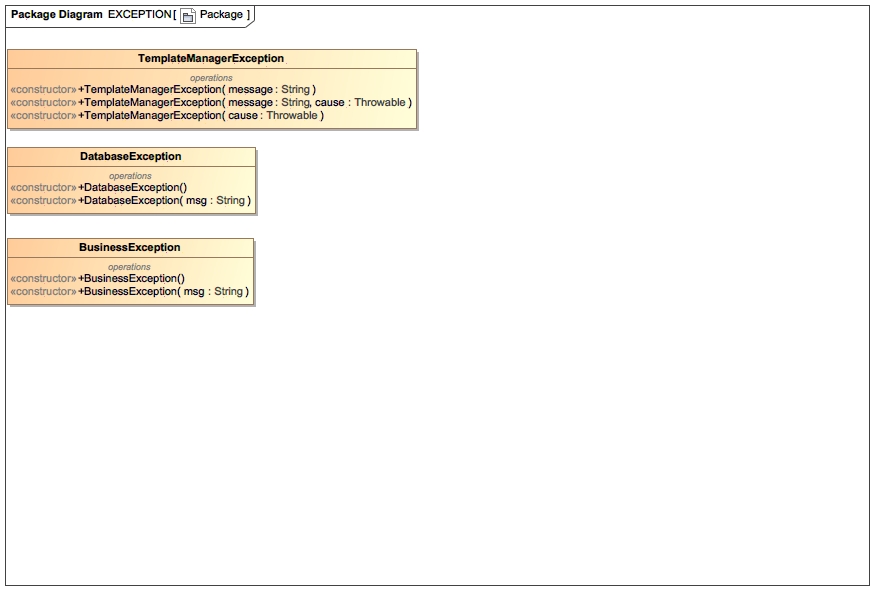 Package Diagram EXCEPTION [ Package ]
TemplateManagerException
operations
«constructor» +TemplateManagerException( message : String )
«constructor» +TemplateManagerException( message : String, cause : Throwable )
«constructor» +TemplateManagerException( cause : Throwable )
DatabaseException
operations
«constructor» +DatabaseException()
«constructor» +DatabaseException( msg : String )
BusinessException
operations
«constructor» +BusinessException()
«constructor» +BusinessException( msg : String )